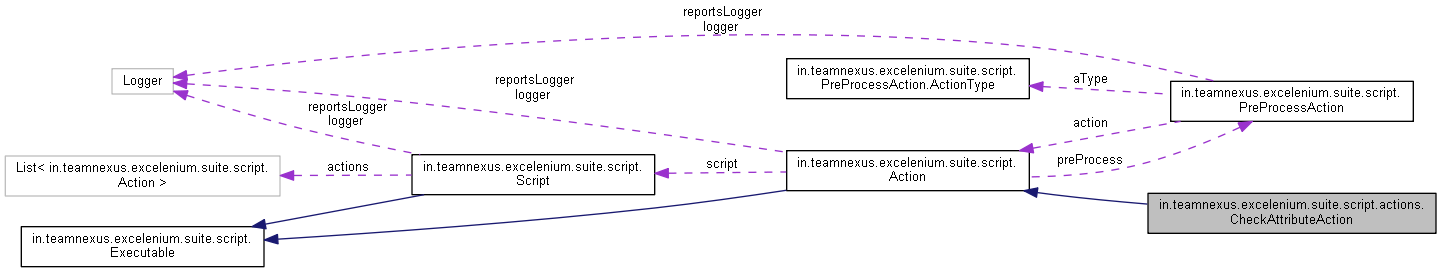 reportsLogger
logger
Logger
reportsLogger
logger
in.teamnexus.excelenium.suite.script.
PreProcessAction.ActionType
aType
in.teamnexus.excelenium.suite.script.
PreProcessAction
reportsLogger
logger
action
List< in.teamnexus.excelenium.suite.script.
Action >
actions
in.teamnexus.excelenium.suite.script.
Script
script
in.teamnexus.excelenium.suite.script.
Action
preProcess
in.teamnexus.excelenium.suite.script.actions.
CheckAttributeAction
in.teamnexus.excelenium.suite.script.
Executable